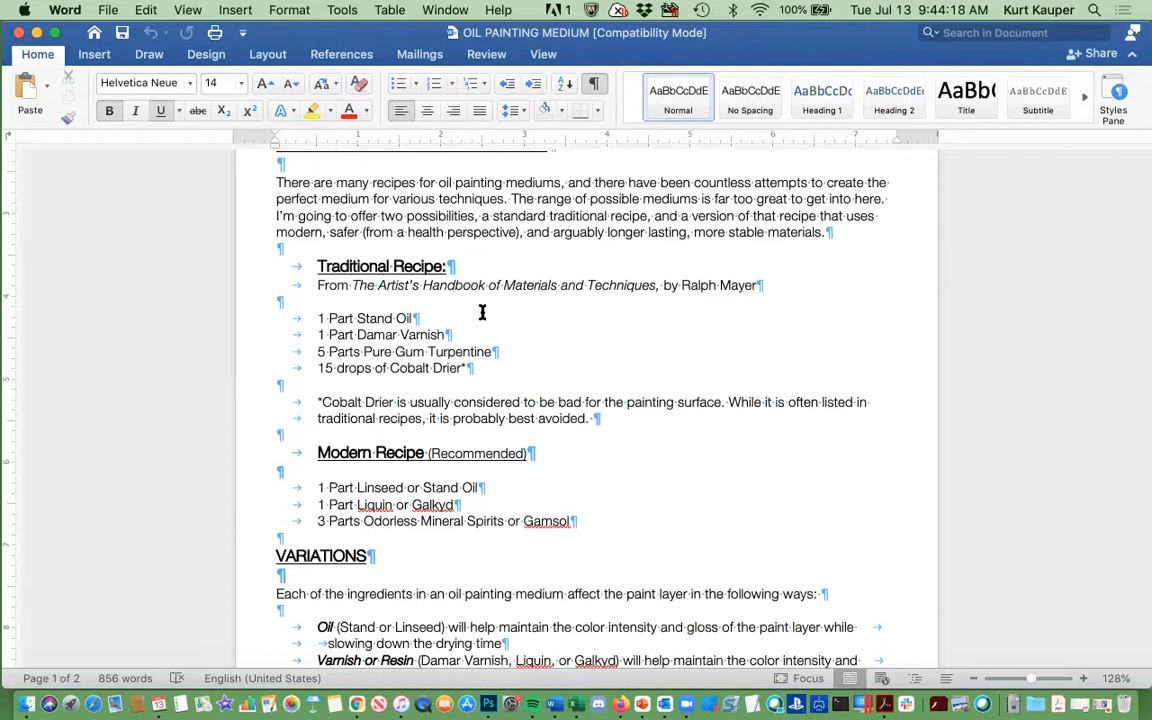 Word File Edit View Insert Format Tools Table Window Help 1 100% Tue Jul 13 9:44:18 AM Kurt Kauper
OIL PAINTING MEDIUM [Compatibility Mode] Search in Document
Home Insert Draw Design Layout References Mailings Review View Share
Paste Helvetica Neue 14 AaBbCcDdE Normal AaBbCcDdE No Spacing AaBbCcDc Heading 1 AaBbCcDdEe Heading 2 AaBb( Title AaBbCcDdEe Subtitle Styles Pane
1 2 3 4 5 6 7
There are many recipes for oil painting mediums, and there have been countless attempts to create the
perfect medium for various techniques. The range of possible mediums is far too great to get into here.
I'm going to offer two possibilities, a standard traditional recipe, and a version of that recipe that uses
modern, safer (from a health perspective), and arguably longer lasting, more stable materials.
Traditional Recipe:
From The Artist's Handbook of Materials and Techniques, by Ralph Mayer
1 Part Stand Oil
1 Part Damar Varnish
5 Parts Pure Gum Turpentine
15 drops of Cobalt Drier*
*Cobalt Drier is usually considered to be bad for the painting surface. While it is often listed in
traditional recipes, it is probably best avoided.
Modern Recipe (Recommended)
1 Part Linseed or Stand Oil
1 Part Liquin or Galkyd
3 Parts Odorless Mineral Spirits or Gamsol
VARIATIONS
Each of the ingredients in an oil painting medium affect the paint layer in the following ways:
Oil (Stand or Linseed) will help maintain the color intensity and gloss of the paint layer while
slowing down the drying time
Varnish or Resin (Damar Varnish, Liquin, or Galkyd) will help maintain the color intensity and
Page 1 of 2 856 words English (United States) Focus 128%